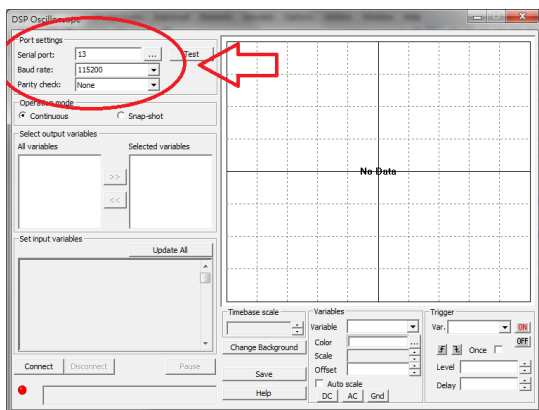 DSP Oscilloscope
Port settings
Serial port: 13 ... Test
Baud rate: 115200
Parity check: None
Operation mode
Continuous Snap-shot
Select output variables
All variables Selected variables
>>
<<
Set input variables
Update All
Connect Disconnect Pause
No Data
Timebase scale
Change Background
Save
Help
Variables
Variable
Color ...
Scale
Offset
Auto scale
DC AC Gnd
Trigger
Var. ON
OFF
Once
Level
Delay